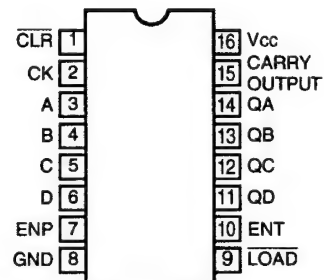 CLR 1 16 Vcc
CK 2 15 CARRY OUTPUT
A 3 14 QA
B 4 13 QB
C 5 12 QC
D 6 11 QD
ENP 7 10 ENT
GND 8 9 LOAD